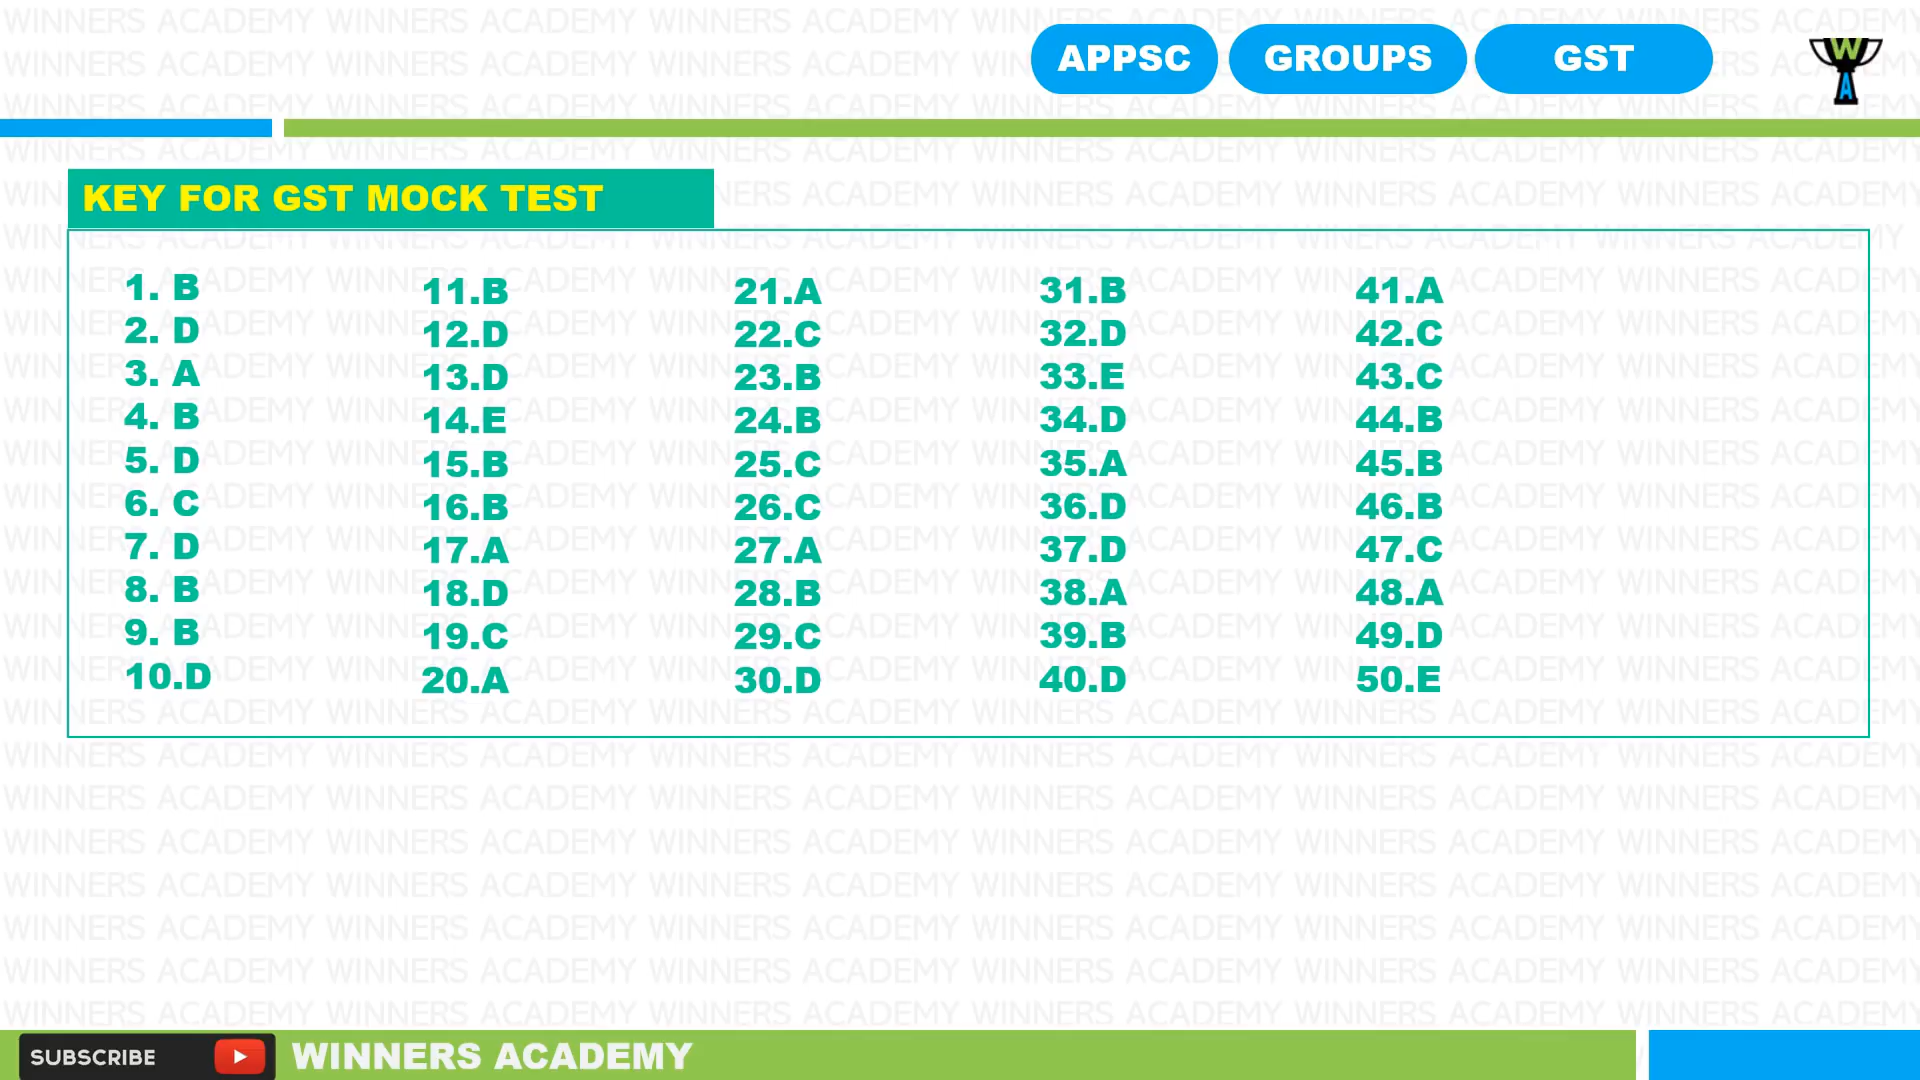 APPSC GROUPS GST
W
A
KEY FOR GST MOCK TEST
1. B
2. D
3. A
4. B
5. D
6. C
7. D
8. B
9. B
10.D
11.B
12.D
13.D
14.E
15.B
16.B
17.A
18.D
19.C
20.A
21.A
22.C
23.B
24.B
25.C
26.C
27.A
28.B
29.C
30.D
31.B
32.D
33.E
34.D
35.A
36.D
37.D
38.A
39.B
40.D
41.A
42.C
43.C
44.B
45.B
46.B
47.C
48.A
49.D
50.E
SUBSCRIBE WINNERS ACADEMY